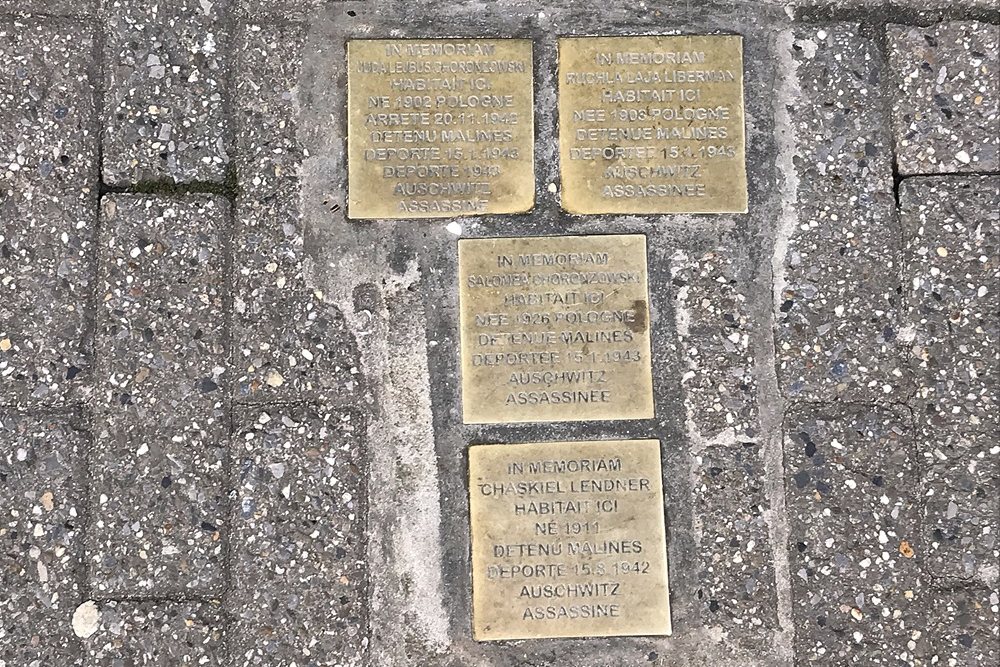 IN MEMORIAM
JUDA LEJBUS CHORONZOWSKI
HABITAIT ICI
NE 1902 POLOGNE
ARRETE 20.11.1942
DETENU MALINES
DEPORTE 15.1.1943
DEPORTE 1943
AUSCHWITZ
ASSASSINE
IN MEMORIAM
RUCHLA LAJA LIBERMAN
HABITAIT ICI
NEE 1903 POLOGNE
DETENUE MALINES
DEPORTEE 15.1.1943
AUSCHWITZ
ASSASSINEE
IN MEMORIAM
SALOMEA CHORONZOWSKI
HABITAIT ICI
NEE 1926 POLOGNE
DETENUE MALINES
DEPORTEE 15.1.1943
AUSCHWITZ
ASSASSINEE
IN MEMORIAM
CHASKIEL LENDNER
HABITAIT ICI
NE 1911
DETENU MALINES
DEPORTE 15.8.1942
AUSCHWITZ
ASSASSINE